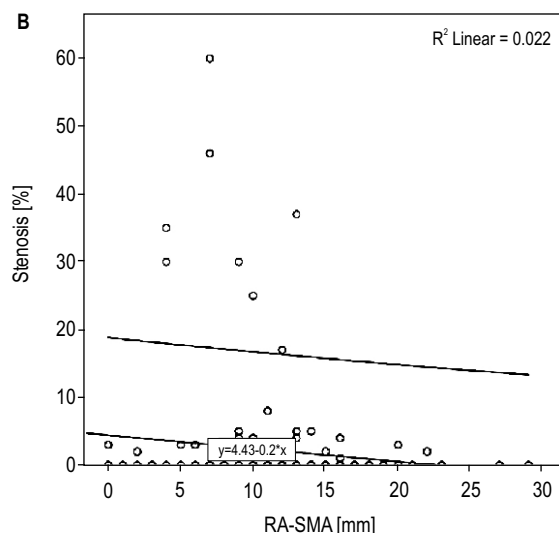 B
R² Linear = 0.022
Stenosis [%]
60
50
40
30
20
10
0
y=4.43-0.2*x
0 5 10 15 20 25 30
RA-SMA [mm]